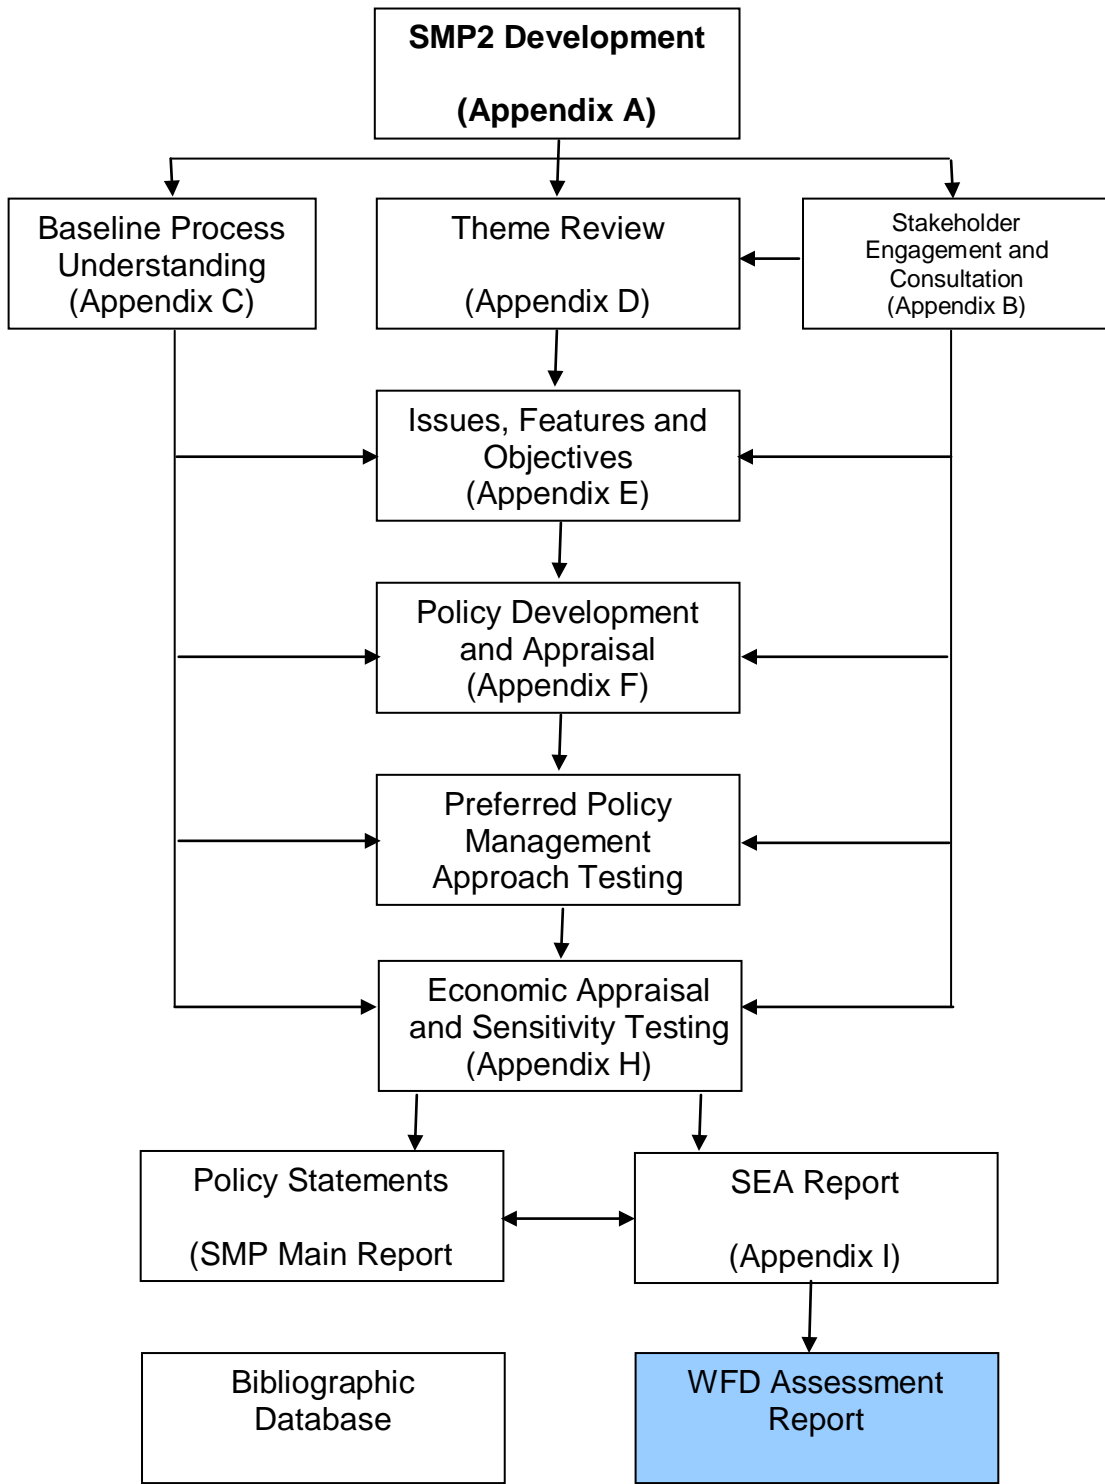 SMP2 Development
(Appendix A)
Baseline Process
Understanding
(Appendix C)
Theme Review
(Appendix D)
Stakeholder
Engagement and
Consultation
(Appendix B)
Issues, Features and
Objectives
(Appendix E)
Policy Development
and Appraisal
(Appendix F)
Preferred Policy
Management
Approach Testing
Economic Appraisal
and Sensitivity Testing
(Appendix H)
Policy Statements
(SMP Main Report
SEA Report
(Appendix I)
Bibliographic
Database
WFD Assessment
Report